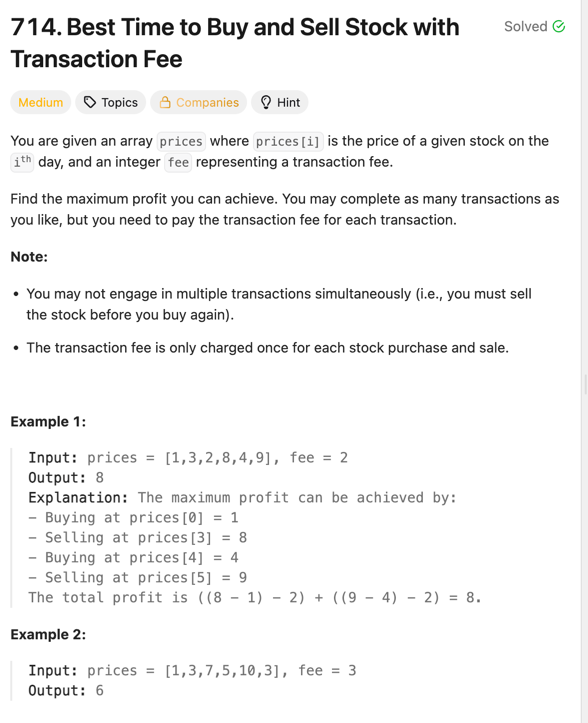 714. Best Time to Buy and Sell Stock with
Transaction Fee
Solved
Medium
Topics
Companies
Hint
You are given an array prices where prices[i] is the price of a given stock on the
ith day, and an integer fee representing a transaction fee.
Find the maximum profit you can achieve. You may complete as many transactions as
you like, but you need to pay the transaction fee for each transaction.
Note:
• You may not engage in multiple transactions simultaneously (i.e., you must sell
the stock before you buy again).
• The transaction fee is only charged once for each stock purchase and sale.
Example 1:
Input: prices = [1,3,2,8,4,9], fee = 2
Output: 8
Explanation: The maximum profit can be achieved by:
- Buying at prices[0] = 1
- Selling at prices[3] = 8
- Buying at prices[4] = 4
- Selling at prices[5] = 9
The total profit is ((8 - 1) - 2) + ((9 - 4) - 2) = 8.
Example 2:
Input: prices = [1,3,7,5,10,3], fee = 3
Output: 6